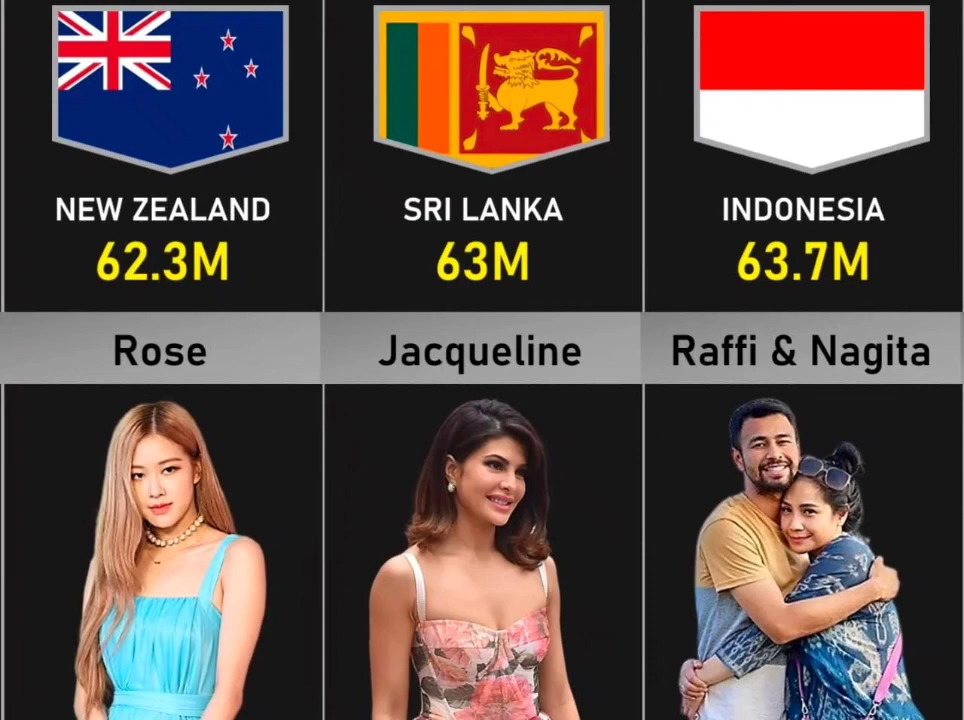 NEW ZEALAND
62.3M
Rose
SRI LANKA
63M
Jacqueline
INDONESIA
63.7M
Raffi & Nagita